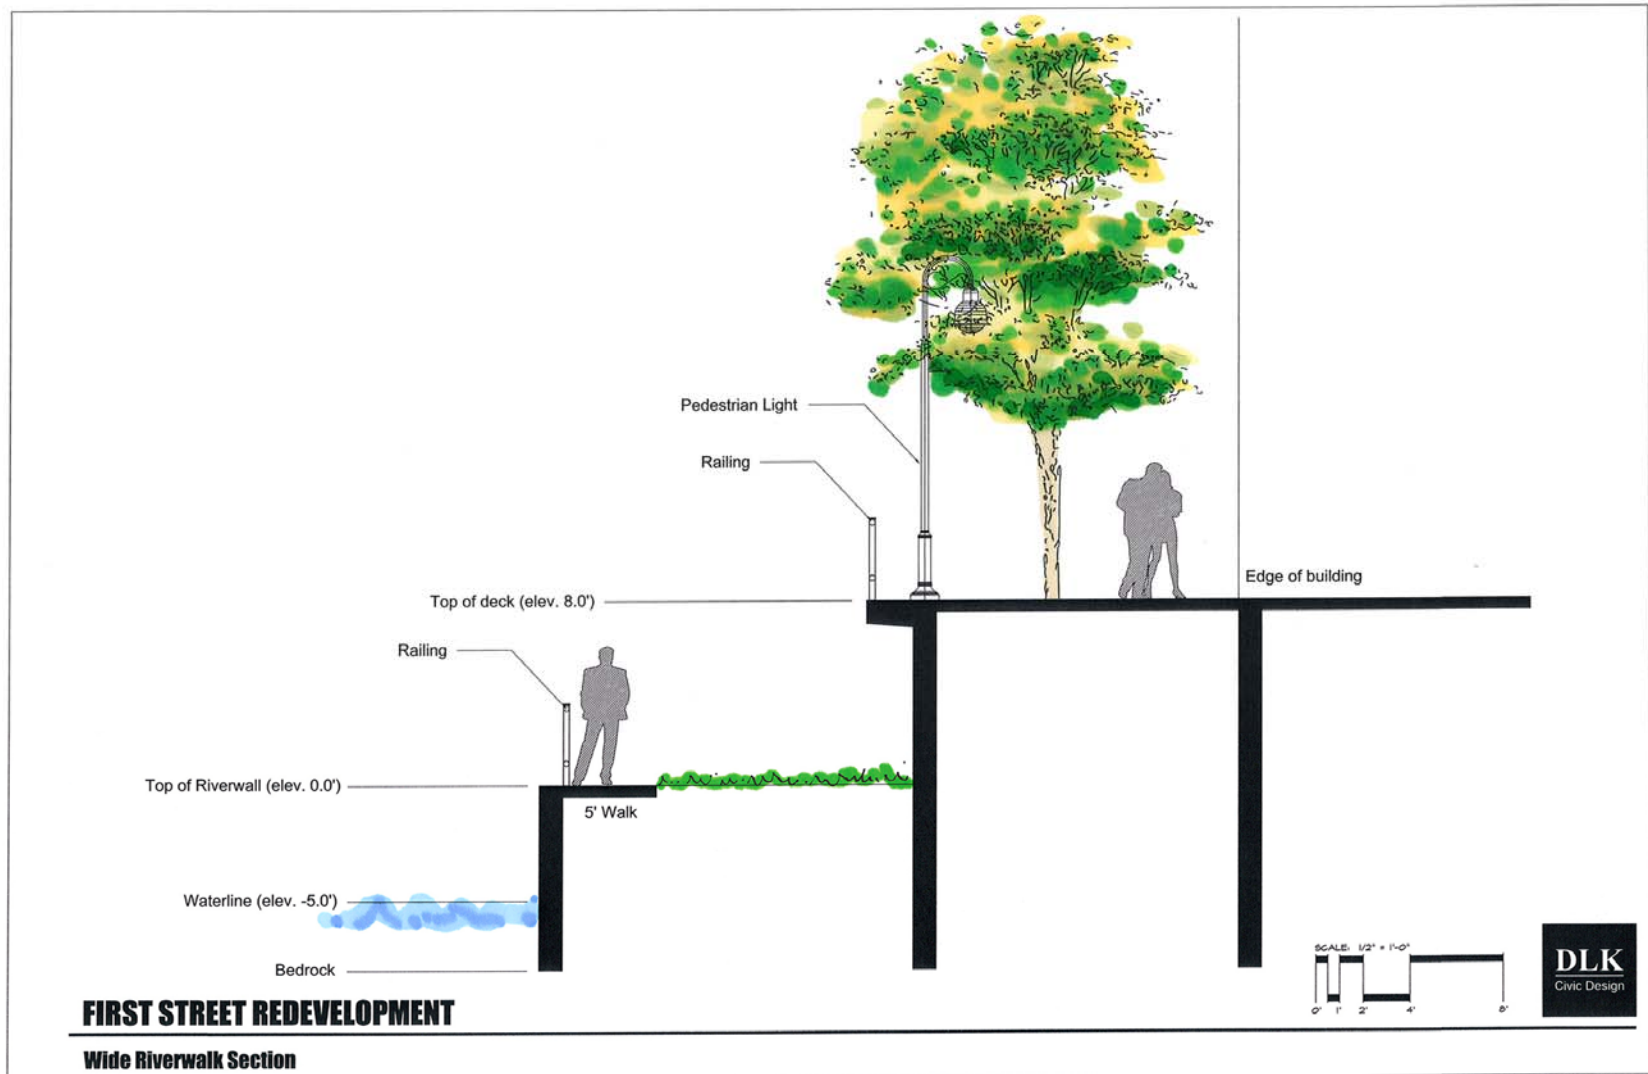 Pedestrian Light
Railing
Edge of building
Top of deck (elev. 8.0')
Railing
Top of Riverwall (elev. 0.0')
5' Walk
Waterline (elev. -5.0')
Bedrock
SCALE: 1/2" = 1'-0"
0' 1' 2' 4' 8'
DLK
Civic Design
FIRST STREET REDEVELOPMENT
Wide Riverwalk Section